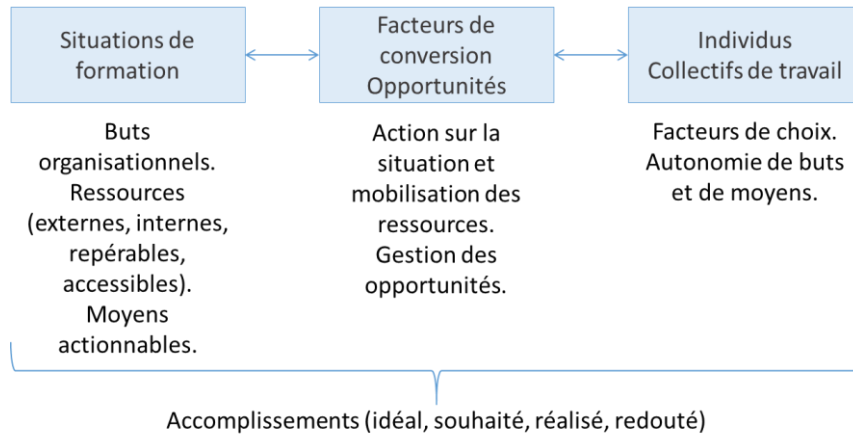 Situations de
formation
Facteurs de
conversion
Opportunités
Individus
Collectifs de travail
Buts
organisationnels.
Ressources
(externes, internes,
repérables,
accessibles).
Moyens
actionnables.
Action sur la
situation et
mobilisation des
ressources.
Gestion des
opportunités.
Facteurs de choix.
Autonomie de buts
et de moyens.
Accomplissements (idéal, souhaité, réalisé, redouté)